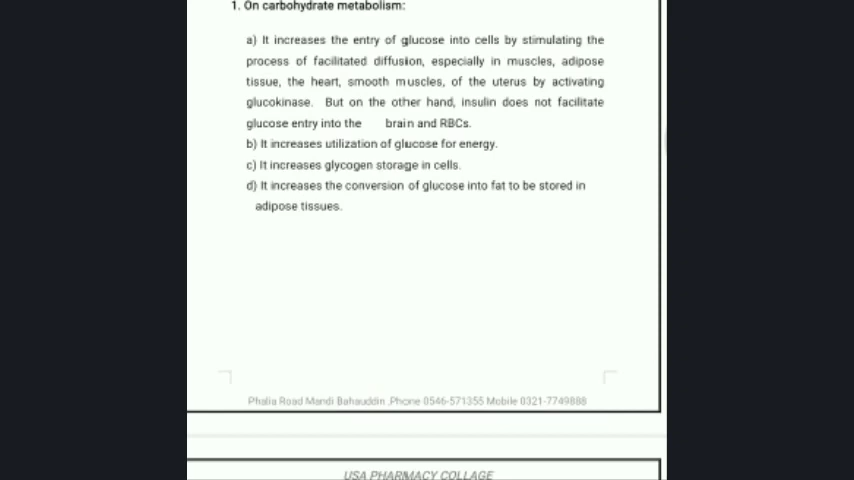 1. On carbohydrate metabolism:
a) It increases the entry of glucose into cells by stimulating the
process of facilitated diffusion, especially in muscles, adipose
tissue, the heart, smooth muscles, of the uterus by activating
glucokinase. But on the other hand, insulin does not facilitate
glucose entry into the brain and RBCs.
b) It increases utilization of glucose for energy.
c) It increases glycogen storage in cells.
d) It increases the conversion of glucose into fat to be stored in
adipose tissues.
Phalia Road Mandi Bahauddin ,Phone 0546-571355 Mobile 0321-7749888
USA PHARMACY COLLAGE